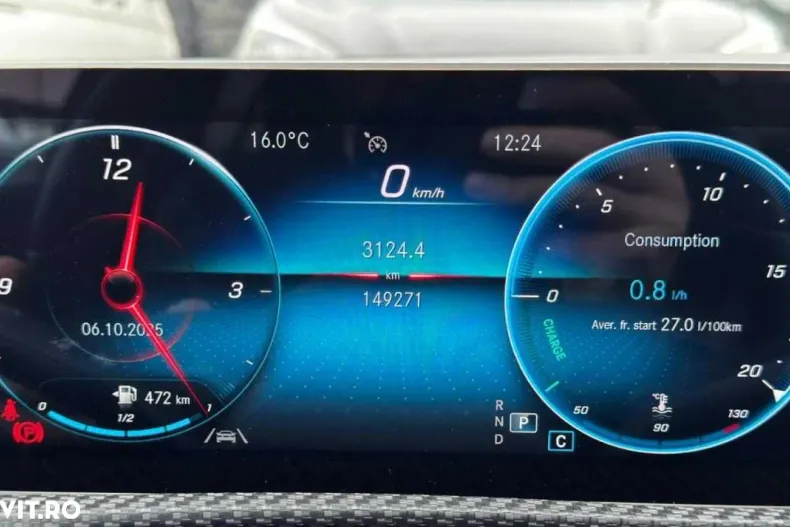 16.0°C
12:24
12
3
9
0 km/h
3124.4
km
149271
06.10.2025
472 km
0 1/2 1
R
N P
D
C
0
5
10
15
20
Consumption
0.8 l/h
Aver. fr. start 27.0 l/100km
CHARGE
°C
50 90 130
VIT.RO